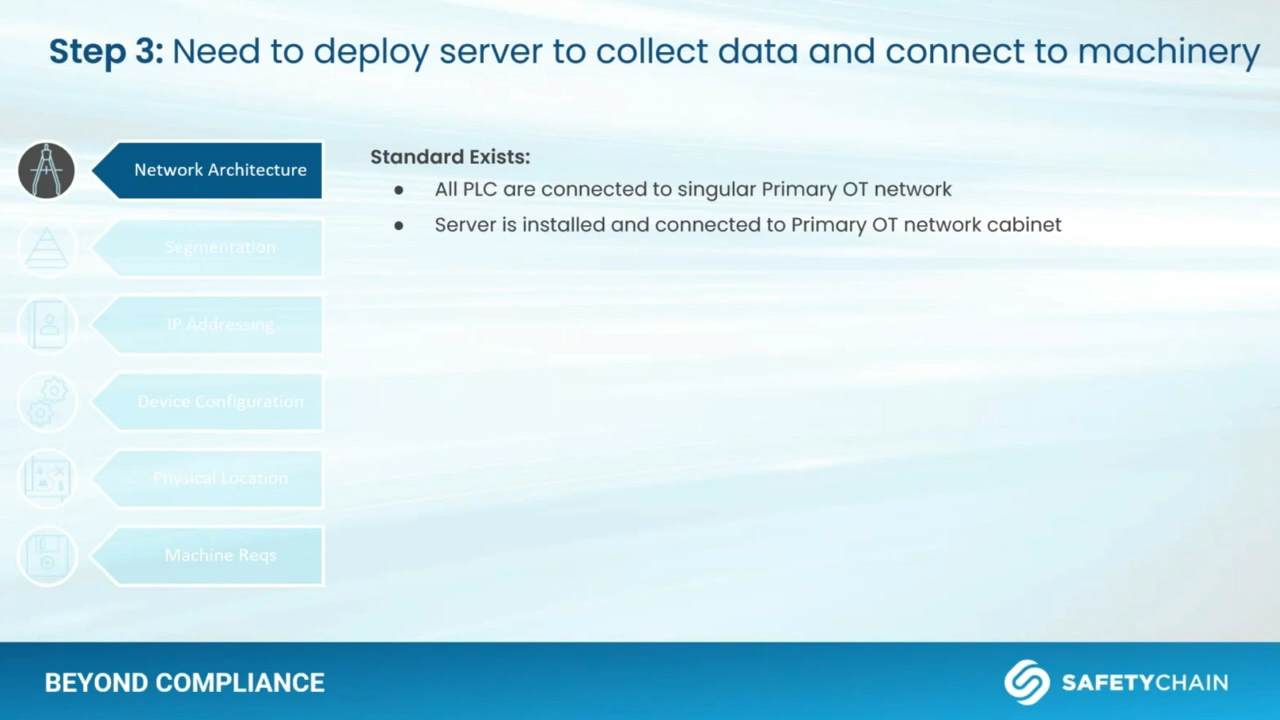 Step 3: Need to deploy server to collect data and connect to machinery
Network Architecture
Segmentation
IP Addressing
Device Configuration
Physical Location
Machine Reqs
Standard Exists:
● All PLC are connected to singular Primary OT network
● Server is installed and connected to Primary OT network cabinet
BEYOND COMPLIANCE
SAFETYCHAIN